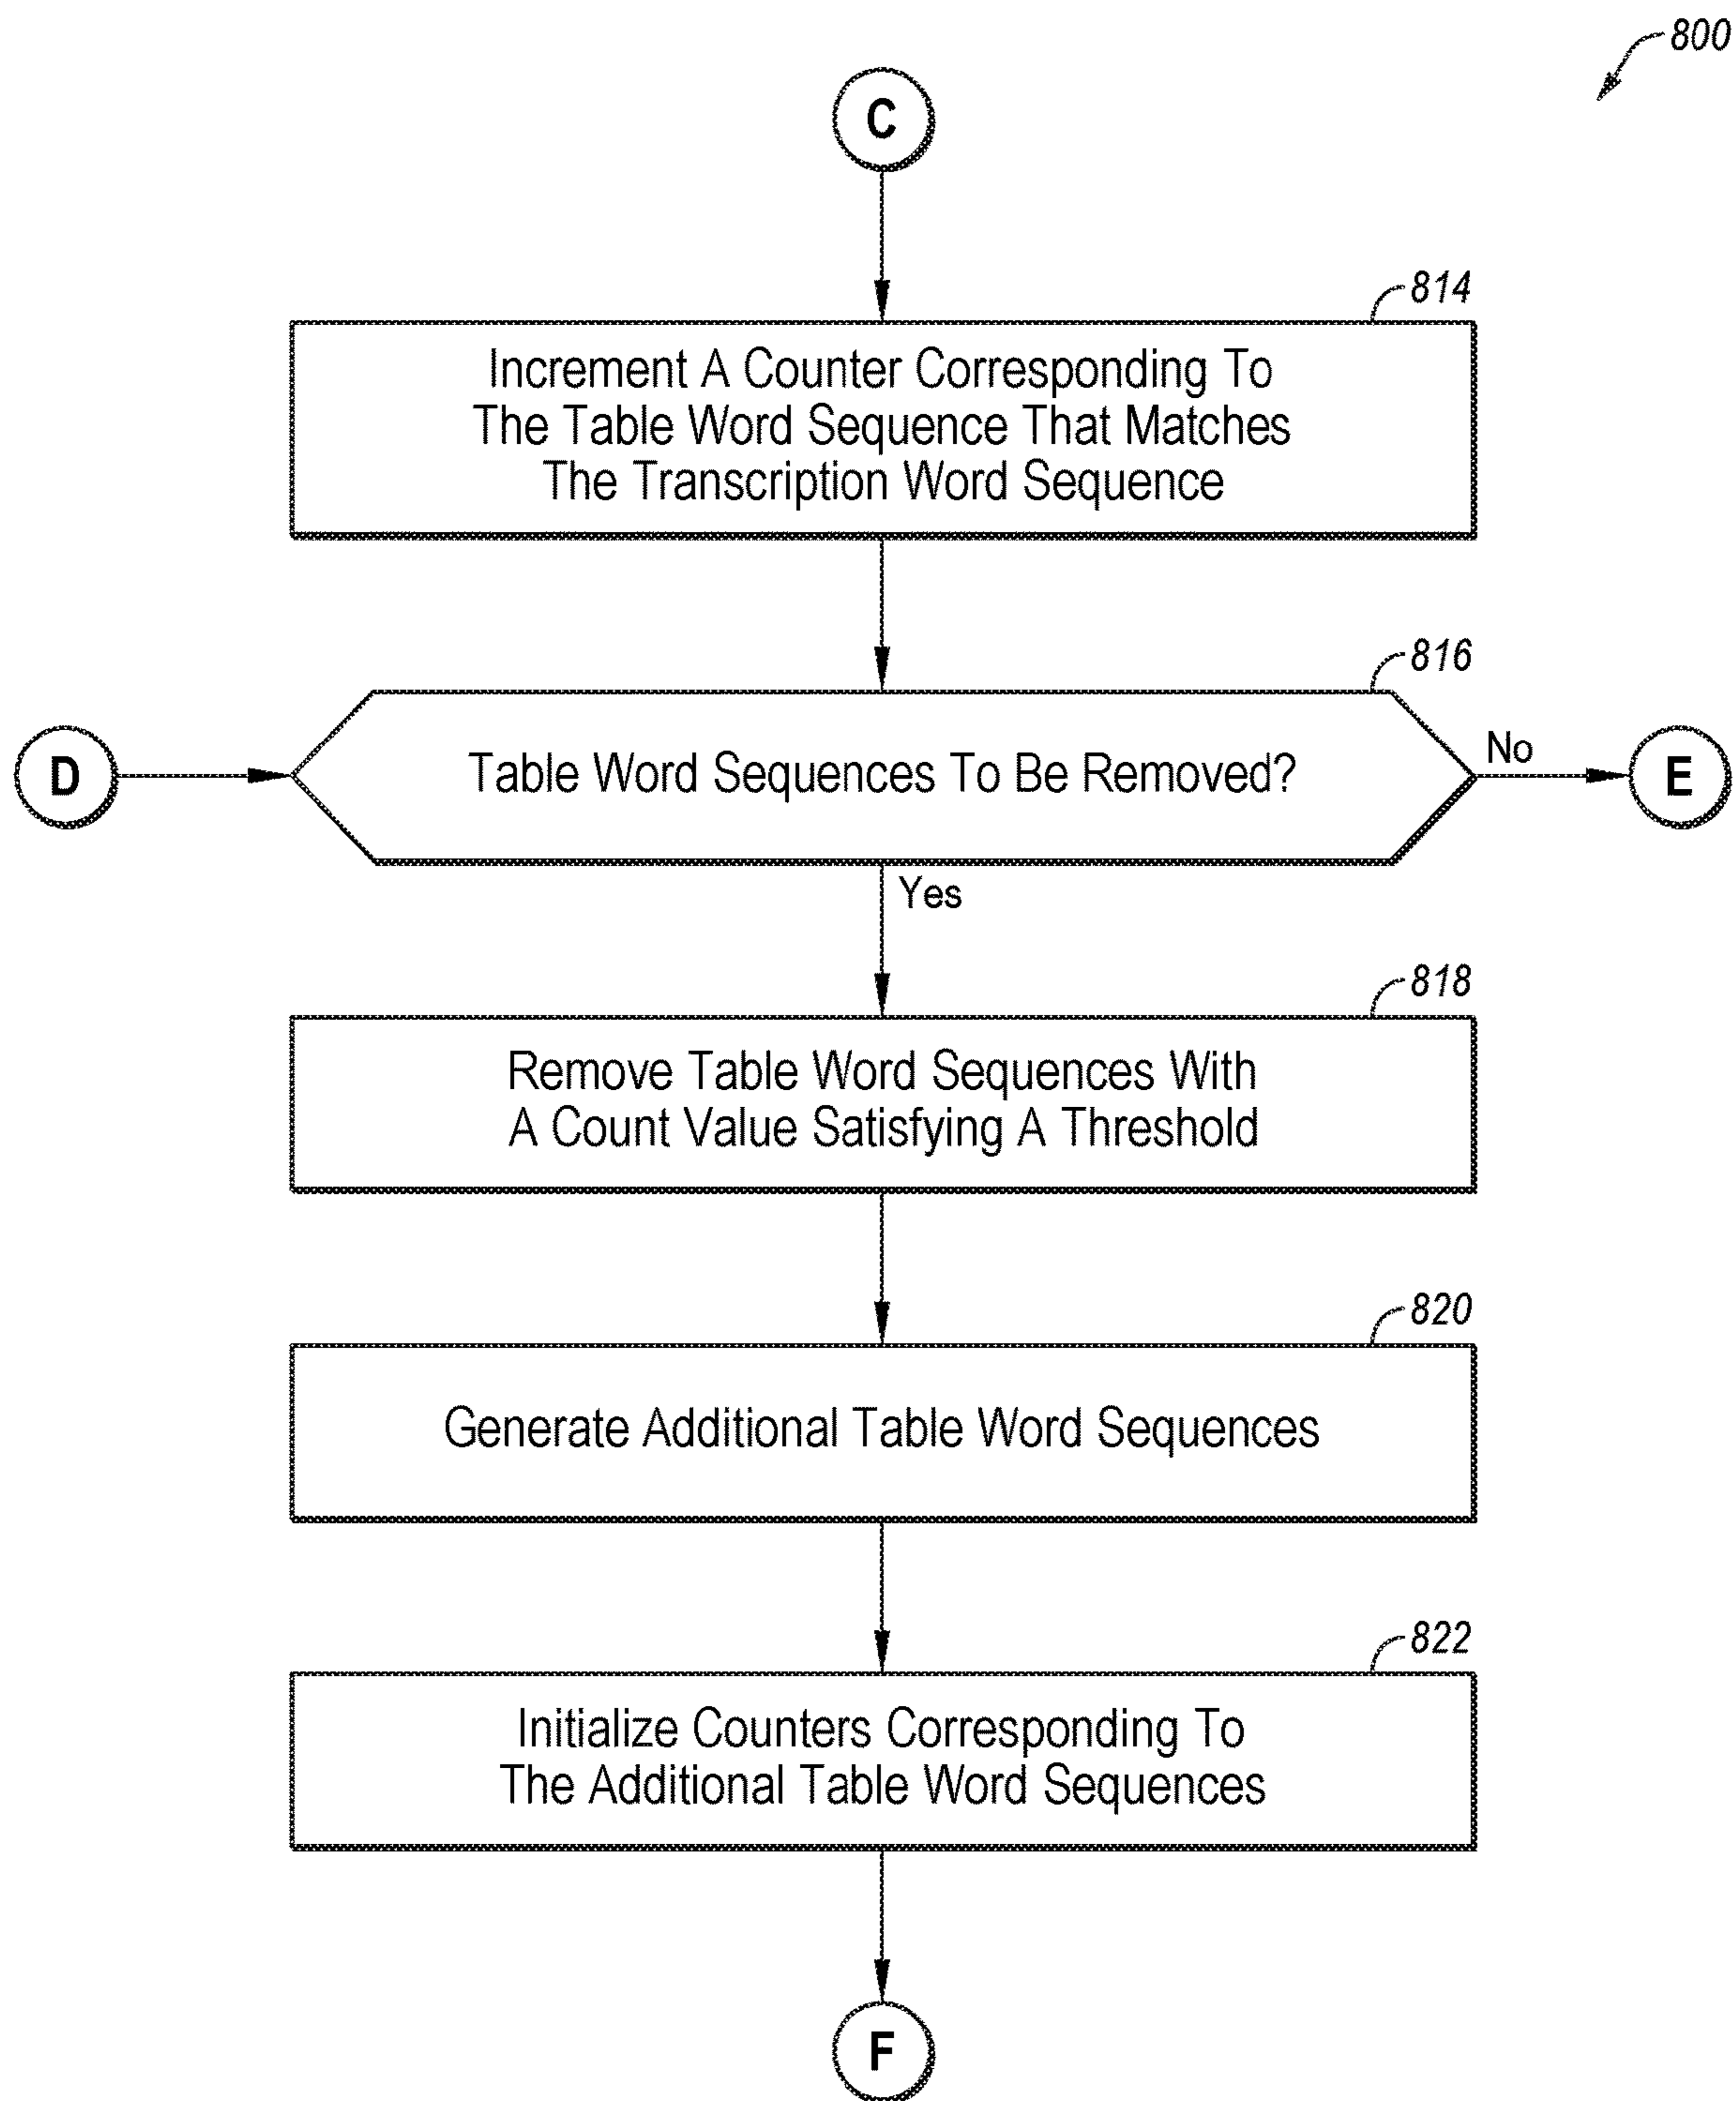 800
C
814
Increment A Counter Corresponding To
The Table Word Sequence That Matches
The Transcription Word Sequence
816
D
Table Word Sequences To Be Removed?
No
E
Yes
818
Remove Table Word Sequences With
A Count Value Satisfying A Threshold
820
Generate Additional Table Word Sequences
822
Initialize Counters Corresponding To
The Additional Table Word Sequences
F